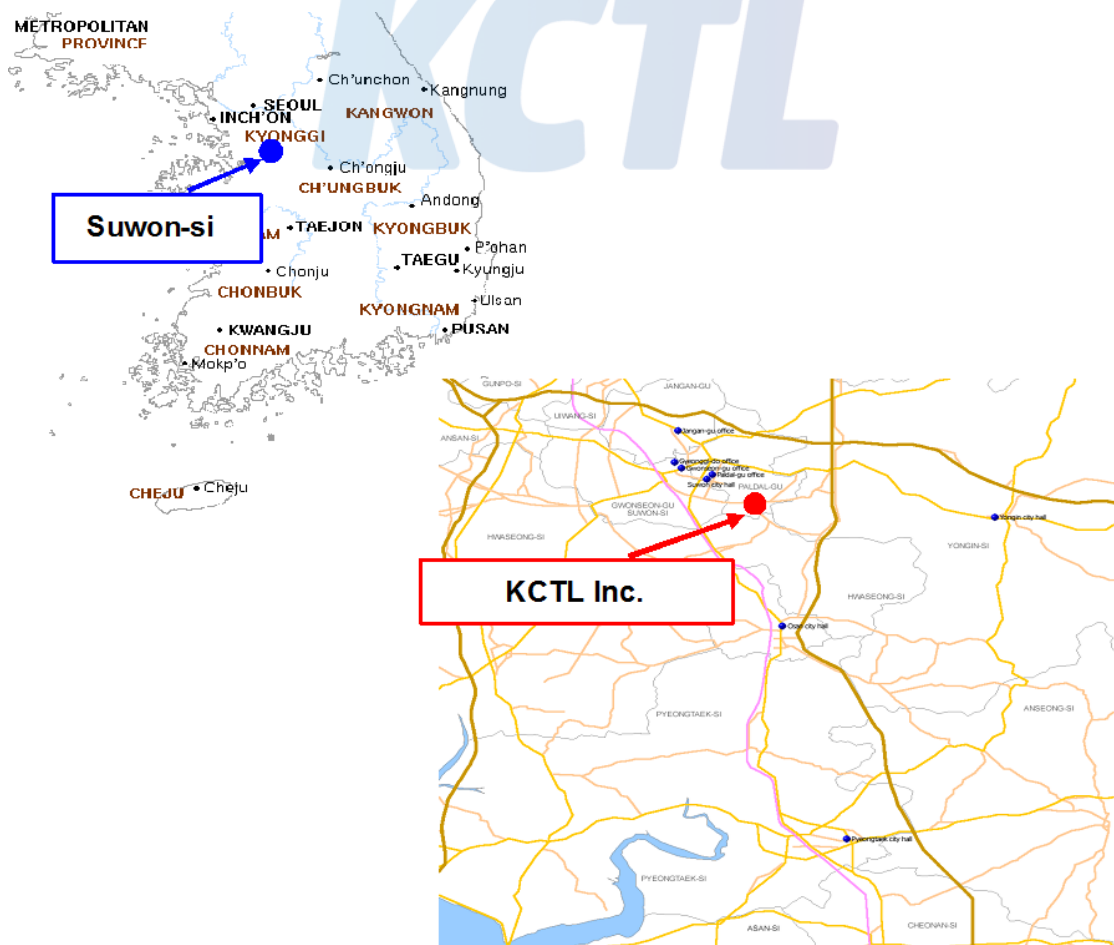 KCTL
METROPOLITAN
PROVINCE
Ch'unchon
Kangnung
SEOUL
INCH'ON
KANGWON
KYONGGI
Ch'ongju
CH'UNGBUK
Andong
Suwon-si
TAEJON
KYONGBUK
AM
P'ohan
TAEGU
Chonju
Kyungju
CHONBUK
Ulsan
KYONGNAM
KWANGJU
PUSAN
CHONNAM
Mokp'o
CHEJU
Cheju
GUNPO-SI
JANGAN-GU
UIWANG-SI
Jangan-gu office
ANSAN-SI
Gyeonggi-do office
Gwonseon-gu office
Paldal-gu office
Suwon city hall
PALDAL-GU
GWONSEON-GU
SUWON-SI
Yongin city hall
HWASEONG-SI
YONGIN-SI
KCTL Inc.
HWASEONG-SI
Osan city hall
ANSEONG-SI
PYEONGTAEK-SI
Pyeongtaek city hall
PYEONGTAEK-SI
CHEONAN-SI
ASAN-SI